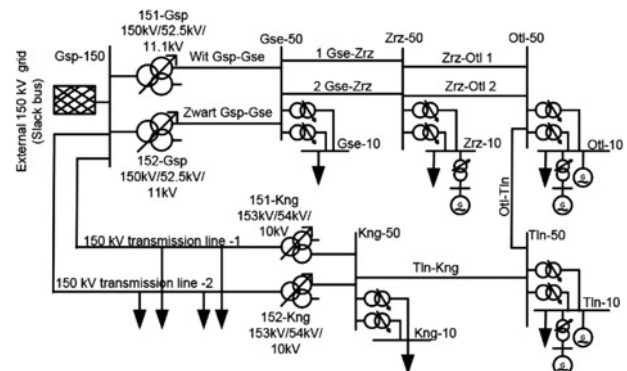 151-Gsp
150kV/52.5kV/
11.1kV
Gsp-150
Wit Gsp-Gse
Gse-50
1 Gse-Zrz
2 Gse-Zrz
Zrz-50
Zrz-Otl 1
Zrz-Otl 2
Otl-50
External 150 kV grid
(Slack bus)
Zwart Gsp-Gse
152-Gsp
150kV/52.5kV/
11kV
Gse-10
Zrz-10
G
Otl-10
G
Otl-Tln
151-Kng
153kV/54kV/
10kV
150 kV transmission line -1
Kng-50
Tln-50
150 kV transmission line -2
Tln-Kng
152-Kng
153kV/54kV/
10kV
Kng-10
Tln-10
G
G